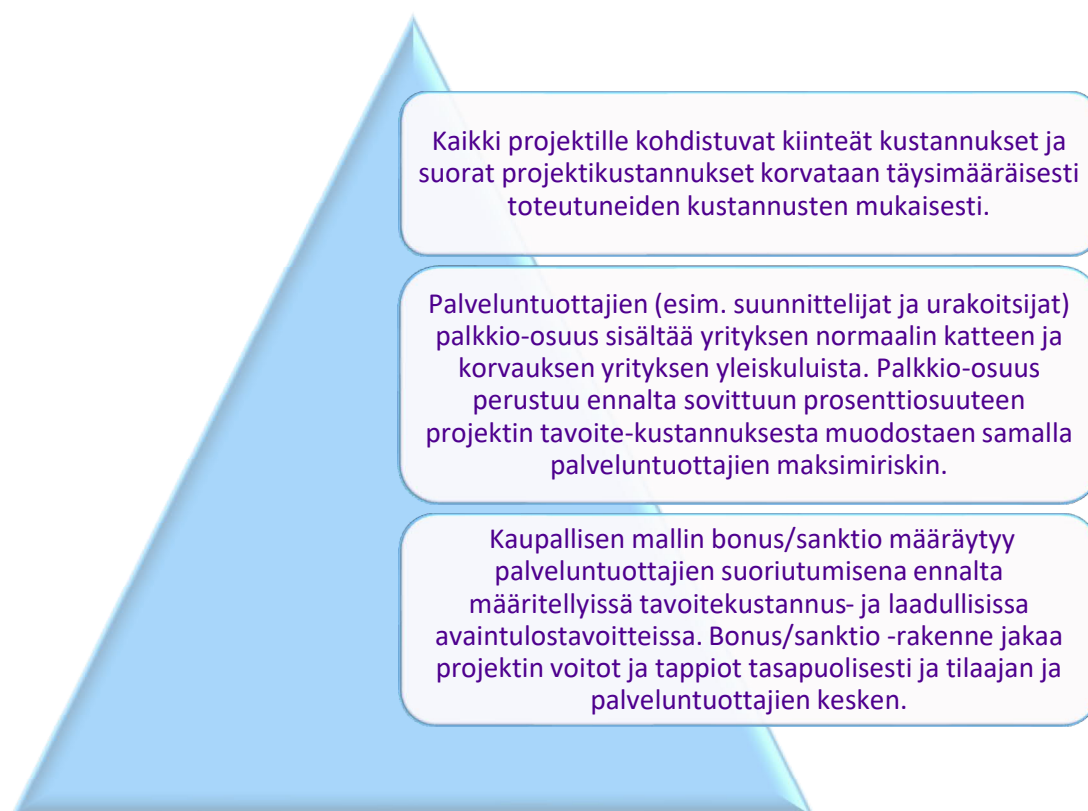 Kaikki projektille kohdistuvat kiinteät kustannukset ja
suorat projektikustannukset korvataan täysimääräisesti
toteutuneiden kustannusten mukaisesti.
Palveluntuottajien (esim. suunnittelijat ja urakoitsijat)
palkkio-osuus sisältää yrityksen normaalin katteen ja
korvauksen yrityksen yleiskuluista. Palkkio-osuus
perustuu ennalta sovittuun prosenttiosuuteen
projektin tavoite-kustannuksesta muodostaen samalla
palveluntuottajien maksimiriskin.
Kaupallisen mallin bonus/sanktio määräytyy
palveluntuottajien suoriutumisena ennalta
määritellyissä tavoitekustannus- ja laadullisissa
avaintulostavoitteissa. Bonus/sanktio -rakenne jakaa
projektin voitot ja tappiot tasapuolisesti ja tilaajan ja
palveluntuottajien kesken.